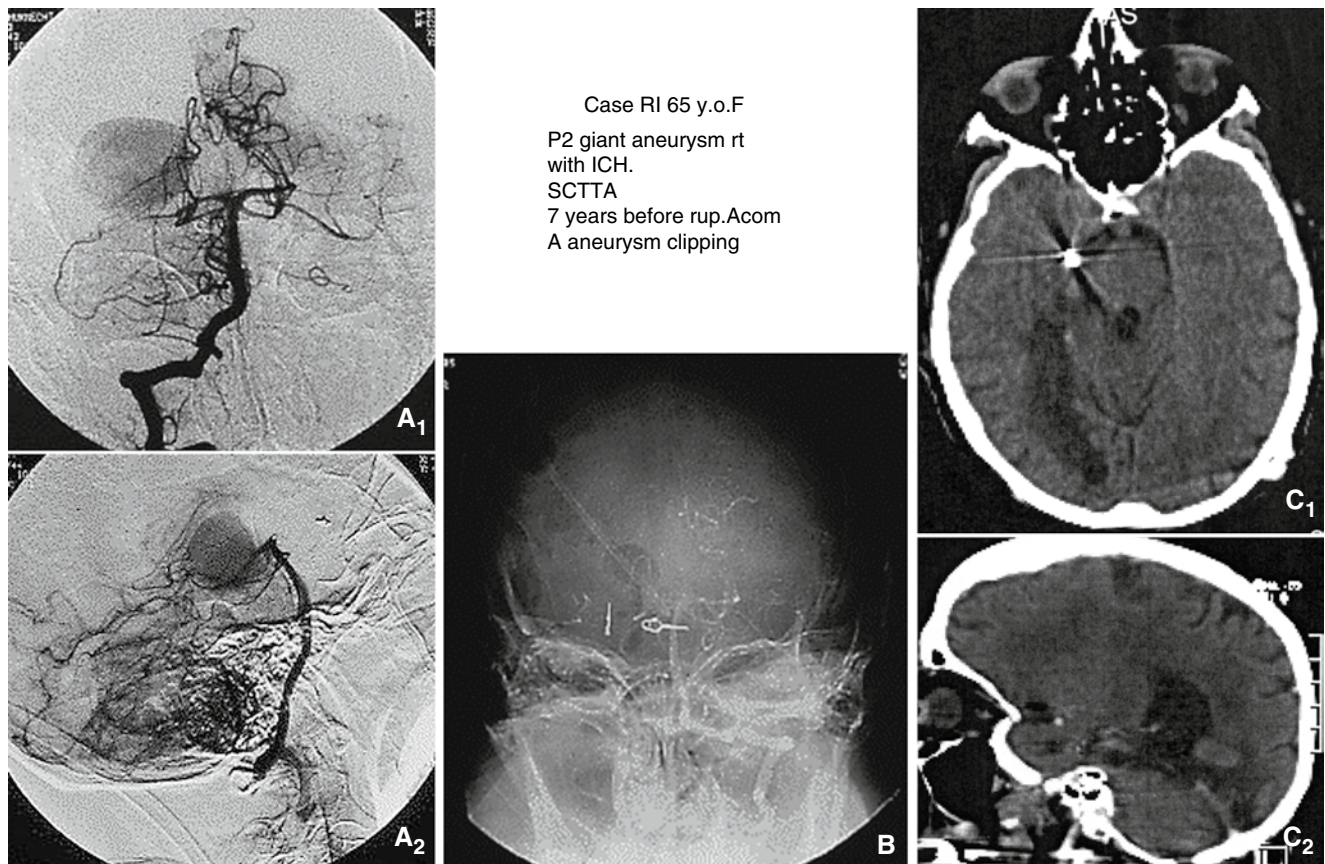 A1
A2
Case RI 65 y.o.F
P2 giant aneurysm rt
with ICH.
SCTTA
7 years before rup.Acom
A aneurysm clipping
B
AS
C1
C2